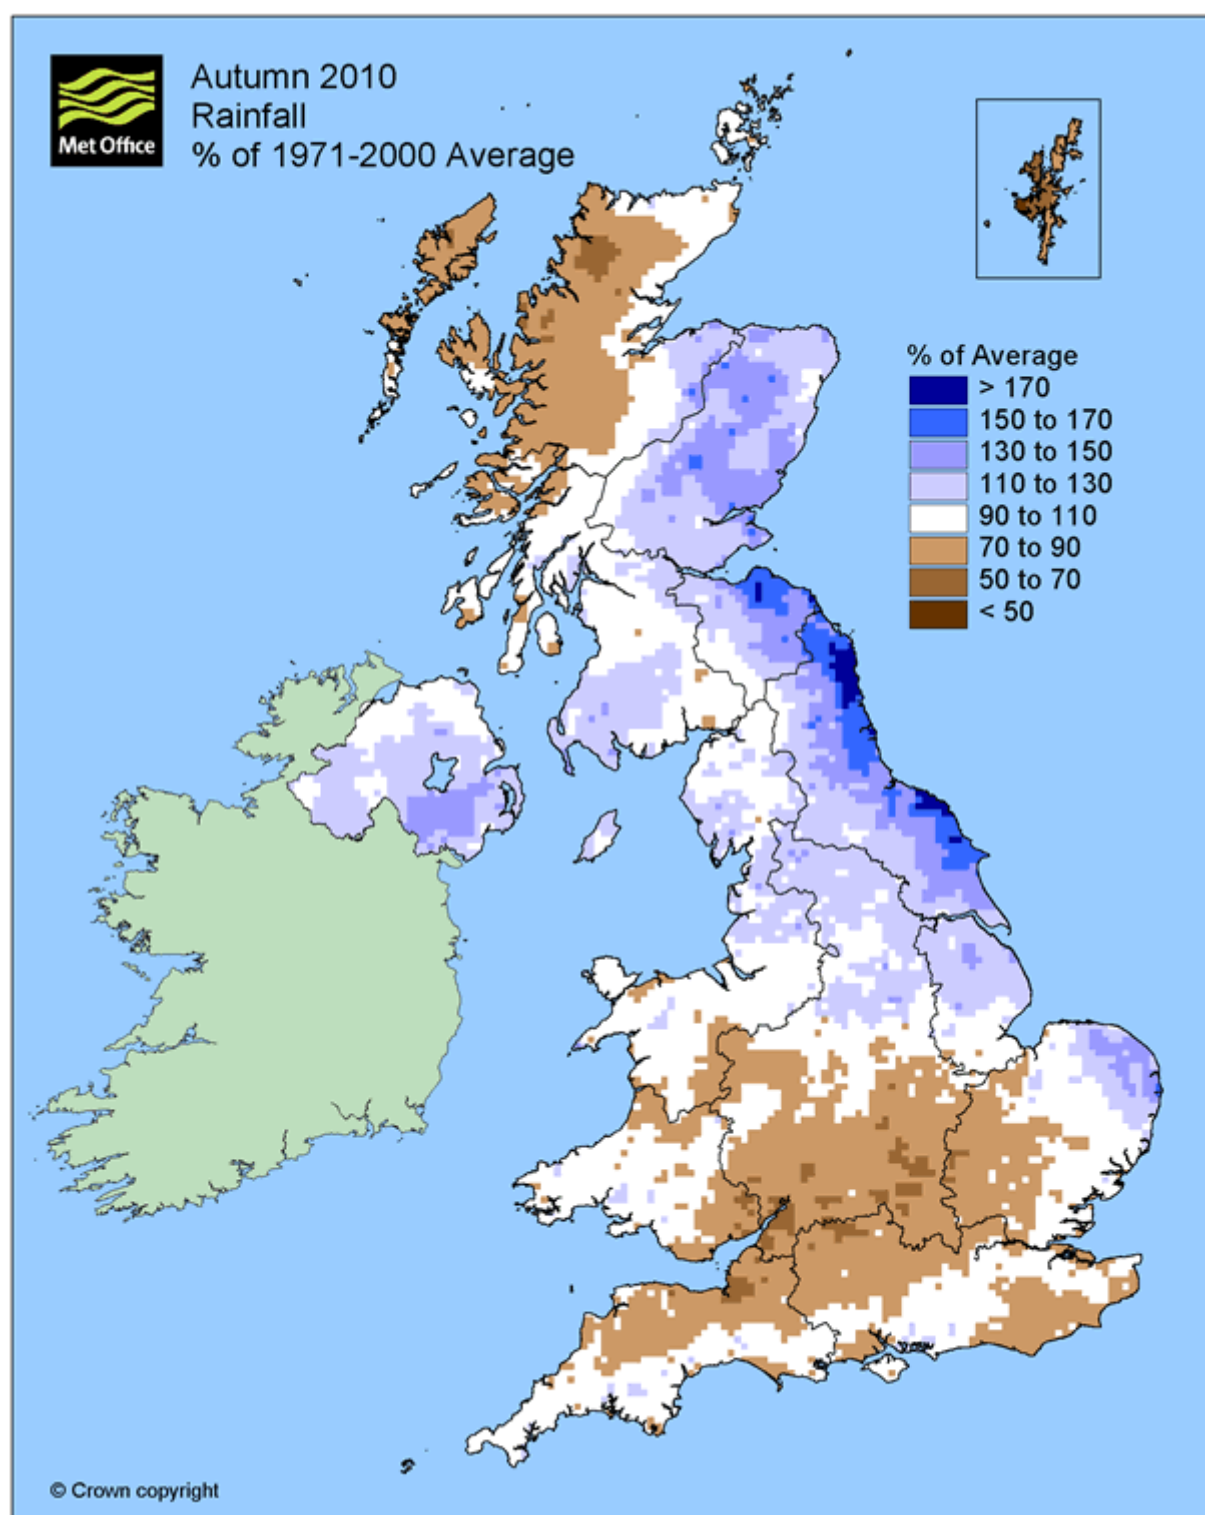 Met Office
Autumn 2010
Rainfall
% of 1971-2000 Average
% of Average
> 170
150 to 170
130 to 150
110 to 130
90 to 110
70 to 90
50 to 70
< 50
© Crown copyright